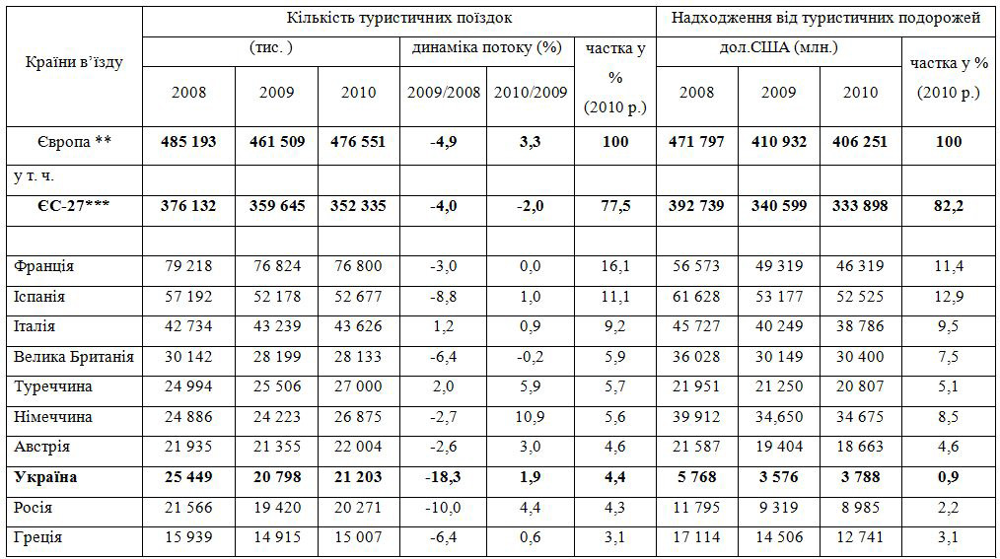 Країни в’їзду Кількість туристичних поїздок Надходження від туристичних подорожей
(тис. ) динаміка потоку (%) частка у % (2010 р.) дол.США (млн.) частка у % (2010 р.)
2008 2009 2010 2009/2008 2010/2009 2008 2009 2010
Європа ** 485 193 461 509 476 551 -4,9 3,3 100 471 797 410 932 406 251 100
у т. ч.
ЄС-27*** 376 132 359 645 352 335 -4,0 -2,0 77,5 392 739 340 599 333 898 82,2
Франція 79 218 76 824 76 800 -3,0 0,0 16,1 56 573 49 319 46 319 11,4
Іспанія 57 192 52 178 52 677 -8,8 1,0 11,1 61 628 53 177 52 525 12,9
Італія 42 734 43 239 43 626 1,2 0,9 9,2 45 727 40 249 38 786 9,5
Велика Британія 30 142 28 199 28 133 -6,4 -0,2 5,9 36 028 30 149 30 400 7,5
Туреччина 24 994 25 506 27 000 2,0 5,9 5,7 21 951 21 250 20 807 5,1
Німеччина 24 886 24 223 26 875 -2,7 10,9 5,6 39 912 34,650 34 675 8,5
Австрія 21 935 21 355 22 004 -2,6 3,0 4,6 21 587 19 404 18 663 4,6
Україна 25 449 20 798 21 203 -18,3 1,9 4,4 5 768 3 576 3 788 0,9
Росія 21 566 19 420 20 271 -10,0 4,4 4,3 11 795 9 319 8 985 2,2
Греція 15 939 14 915 15 007 -6,4 0,6 3,1 17 114 14 506 12 741 3,1